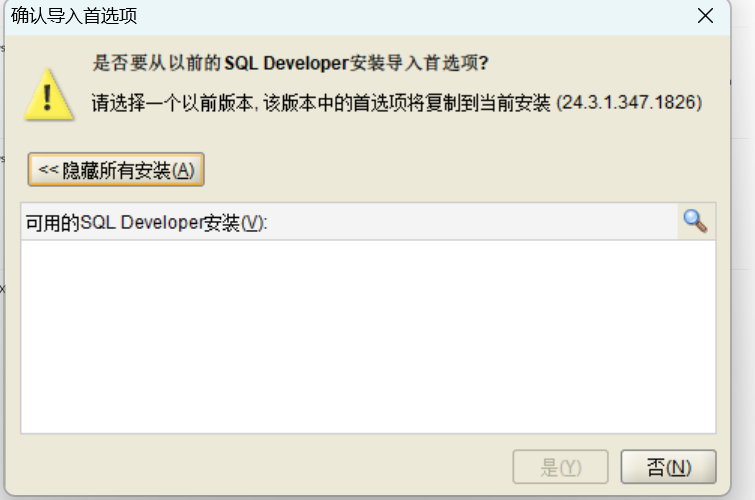 确认导入首选项
是否要从以前的SQL Developer安装导入首选项?
请选择一个以前版本, 该版本中的首选项将复制到当前安装 (24.3.1.347.1826)
<< 隐藏所有安装(A)
可用的SQL Developer安装(V):
是(Y)
否(N)